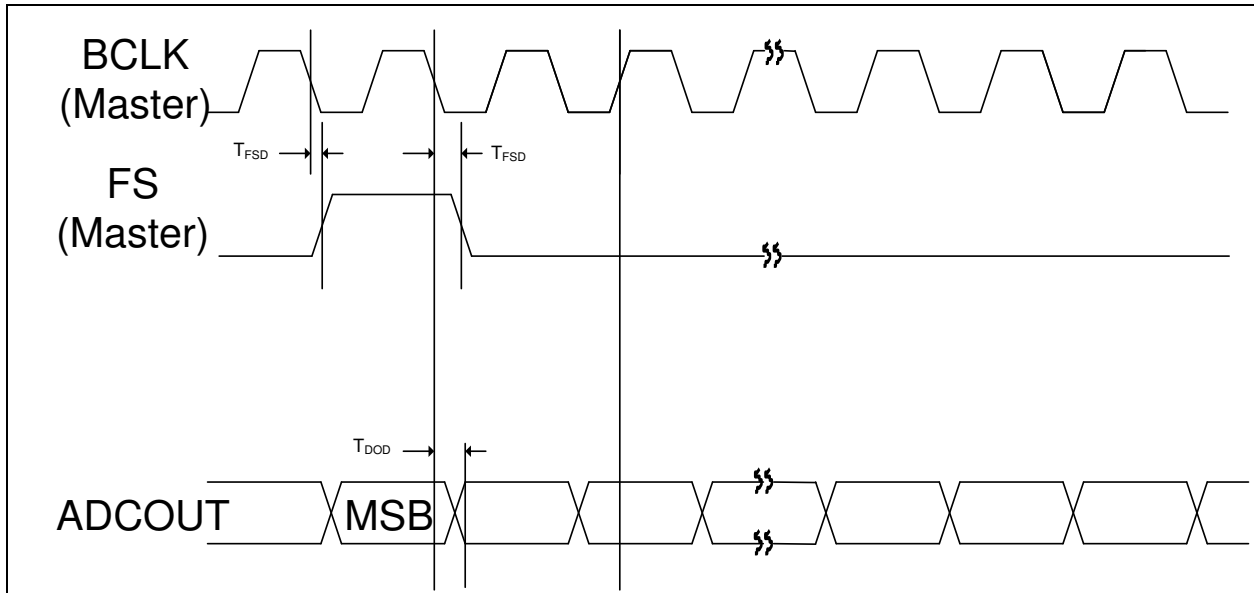 BCLK
(Master)
TFSD
TFSD
FS
(Master)
TDOD
ADCOUT
MSB